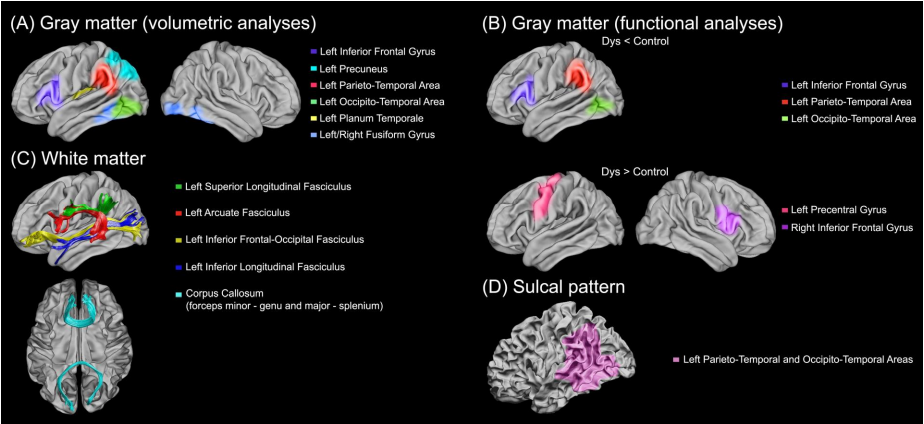 (A) Gray matter (volumetric analyses)
Left Inferior Frontal Gyrus
Left Precuneus
Left Parieto-Temporal Area
Left Occipito-Temporal Area
Left Planum Temporale
Left/Right Fusiform Gyrus
(B) Gray matter (functional analyses)
Dys < Control
Left Inferior Frontal Gyrus
Left Parieto-Temporal Area
Left Occipito-Temporal Area
Dys > Control
Left Precentral Gyrus
Right Inferior Frontal Gyrus
(C) White matter
Left Superior Longitudinal Fasciculus
Left Arcuate Fasciculus
Left Inferior Frontal-Occipital Fasciculus
Left Inferior Longitudinal Fasciculus
Corpus Callosum
(forceps minor - genu and major - splenium)
(D) Sulcal pattern
Left Parieto-Temporal and Occipito-Temporal Areas